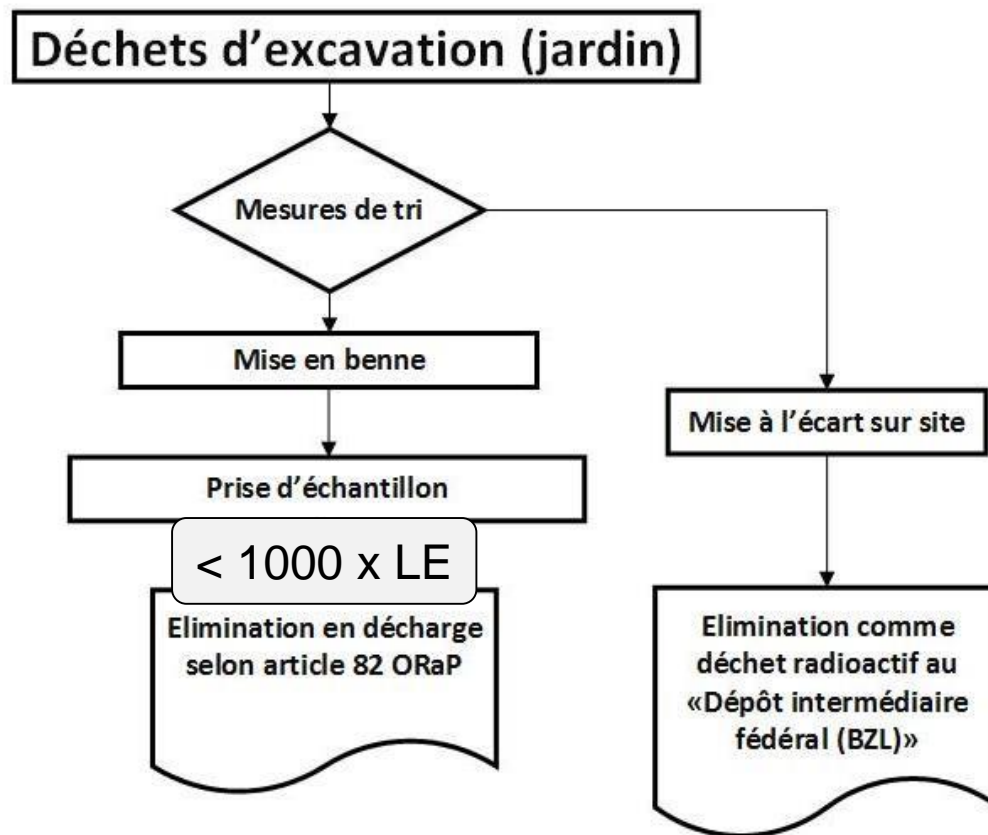 Déchets d’excavation (jardin)
Mesures de tri
Mise en benne
Mise à l’écart sur site
Prise d’échantillon
< 1000 x LE
Elimination en décharge
selon article 82 ORaP
Elimination comme
déchet radioactif au
«Dépôt intermédiaire
fédéral (BZL)»